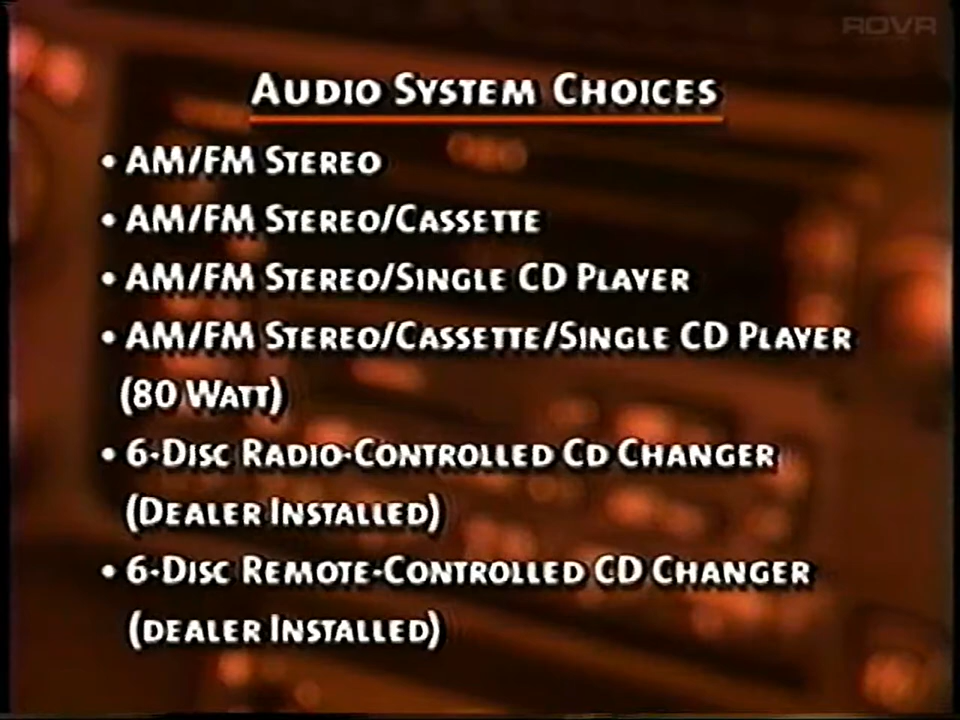 ROVR
AUDIO SYSTEM CHOICES
• AM/FM STEREO
• AM/FM STEREO/CASSETTE
• AM/FM STEREO/SINGLE CD PLAYER
• AM/FM STEREO/CASSETTE/SINGLE CD PLAYER
(80 WATT)
• 6-DISC RADIO-CONTROLLED CD CHANGER
(DEALER INSTALLED)
• 6-DISC REMOTE-CONTROLLED CD CHANGER
(DEALER INSTALLED)